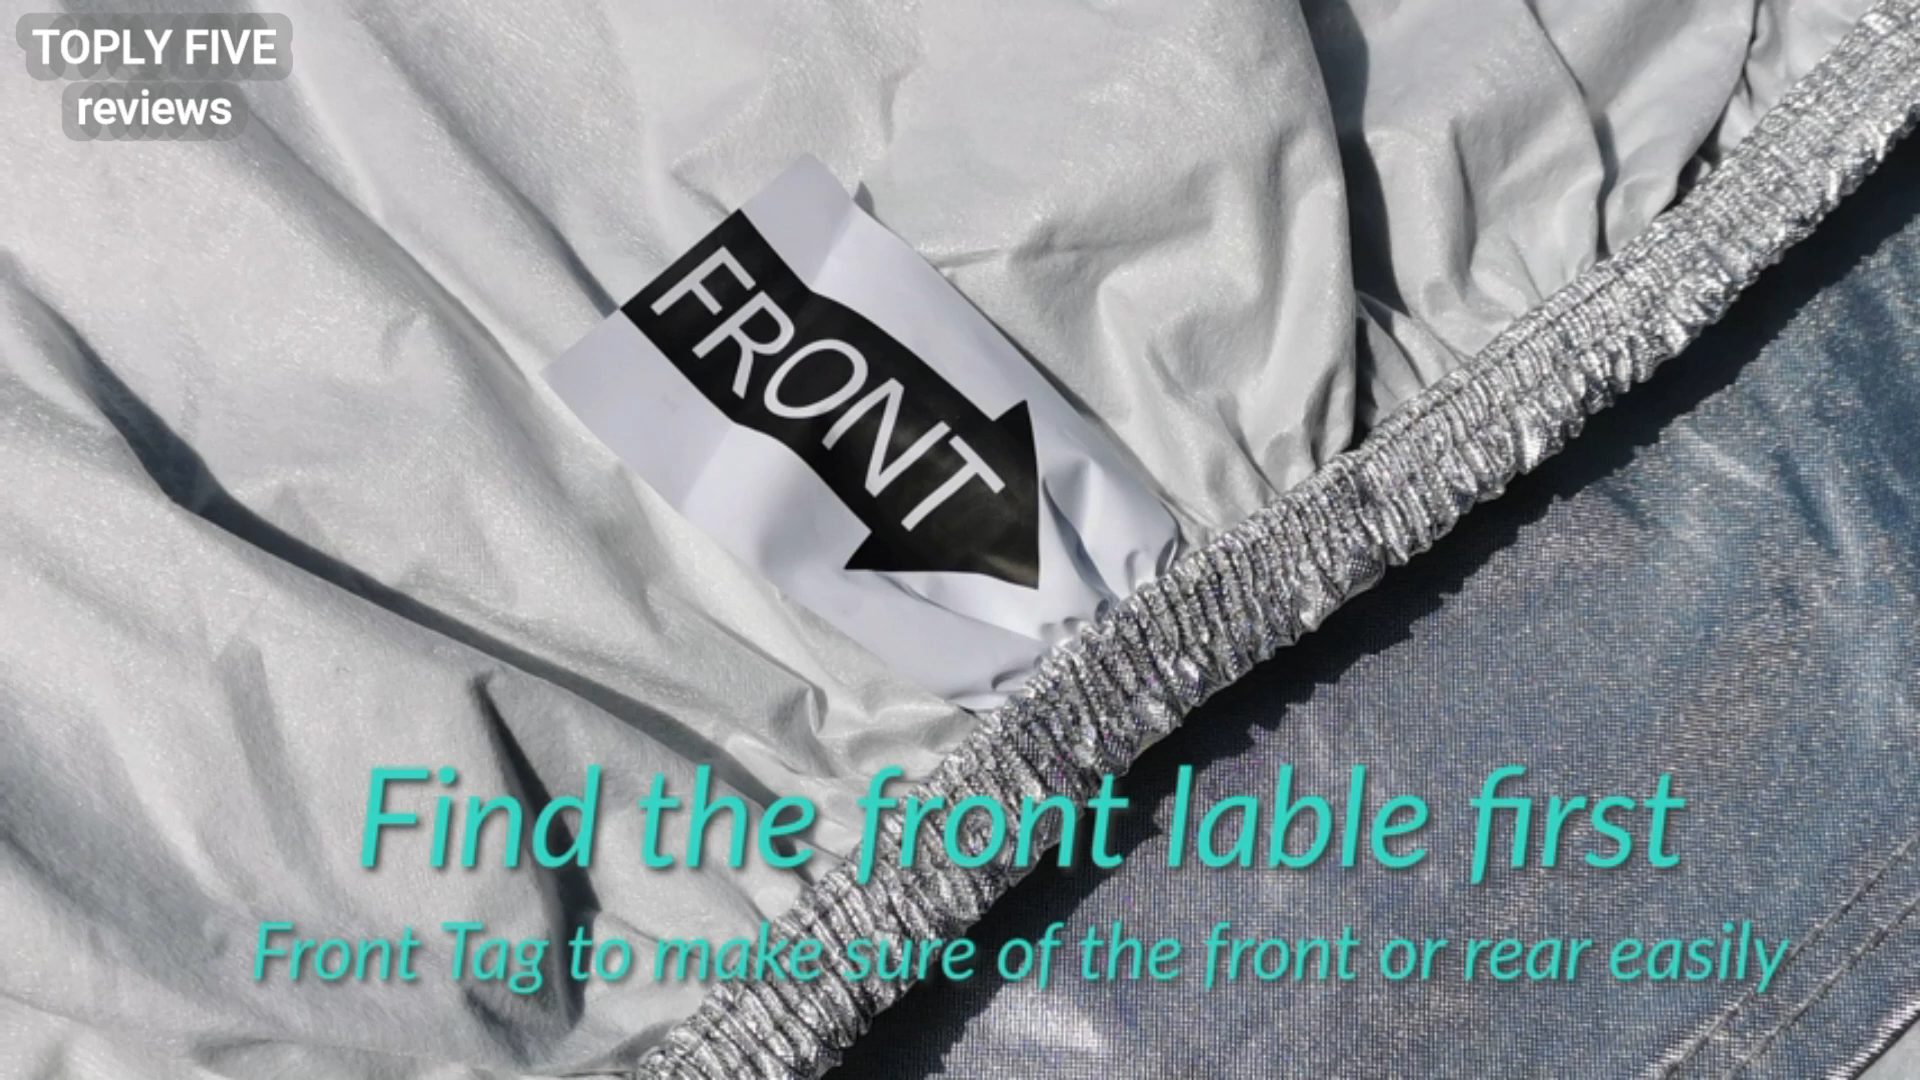 TOPLY FIVE
reviews
FRONT
Find the front lable first
Front Tag to make sure of the front or rear easily